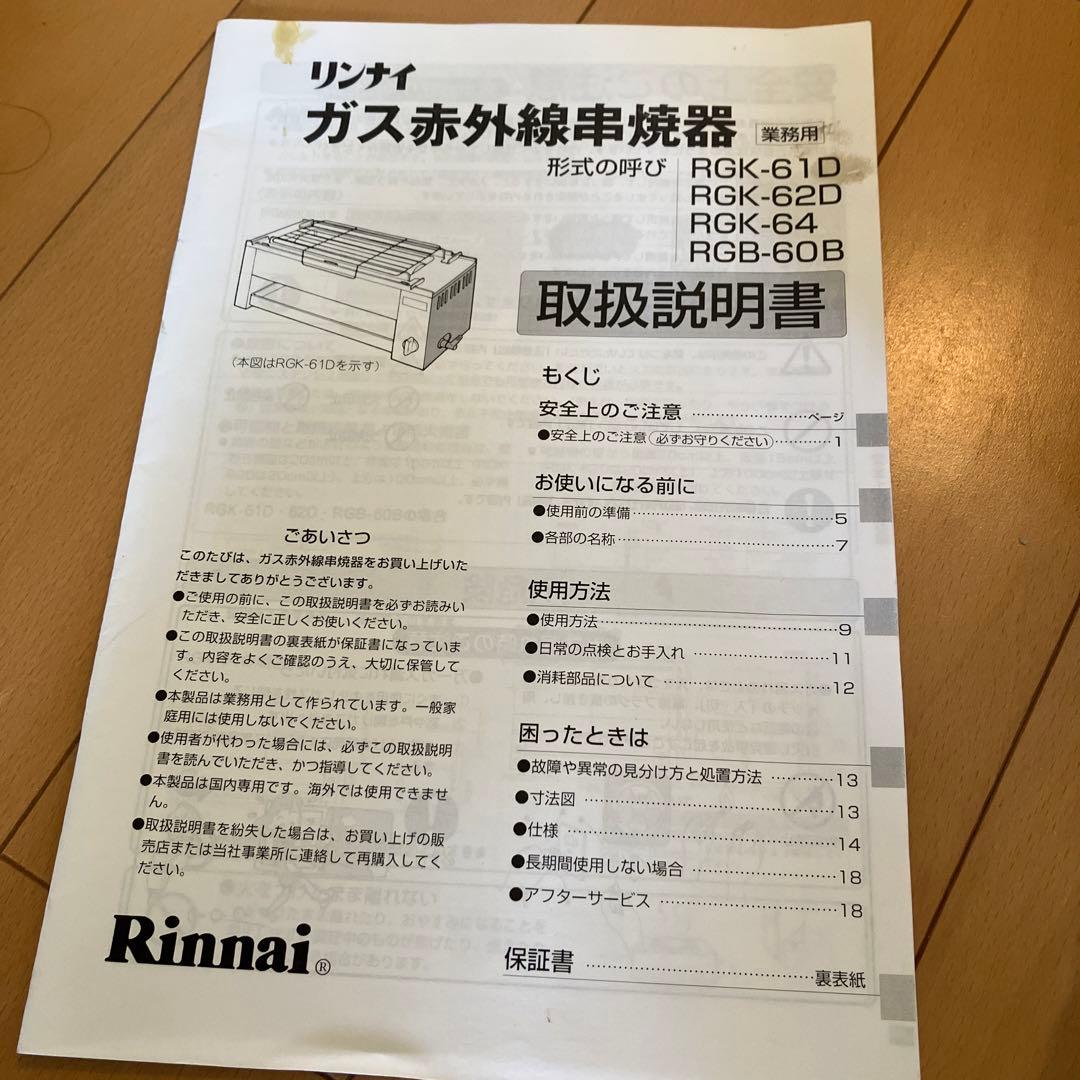 リンナイ
ガス赤外線串焼器 業務用
形式の呼び RGK-61D
RGK-62D
RGK-64
RGB-60B
取扱説明書
(本図はRGK-61Dを示す)
もくじ
安全上のご注意 ……………………ページ
●安全上のご注意(必ずお守りください)…………1
お使いになる前に
●使用前の準備……………………………5
●各部の名称………………………………7
使用方法
●使用方法…………………………………9
●日常の点検とお手入れ …………………11
●消耗部品について ………………………12
困ったときは
●故障や異常の見分け方と処置方法 …………13
●寸法図 ……………………………………13
●仕様 ………………………………………14
●長期間使用しない場合 ……………………18
●アフターサービス …………………………18
保証書 ……………………………………裏表紙
ごあいさつ
このたびは、ガス赤外線串焼器をお買い上げいた
だきましてありがとうございます。
●ご使用の前に、この取扱説明書を必ずお読みい
ただき、安全に正しくお使いください。
●この取扱説明書の裏表紙が保証書になっていま
す。内容をよくご確認のうえ、大切に保管して
ください。
●本製品は業務用として作られています。一般家
庭用には使用しないでください。
●使用者が代わった場合には、必ずこの取扱説明
書を読んでいただき、かつ指導してください。
●本製品は国内専用です。海外では使用できませ
ん。
●取扱説明書を紛失した場合は、お買い上げの販
売店または当社事業所に連絡して再購入してく
ださい。
Rinnai®